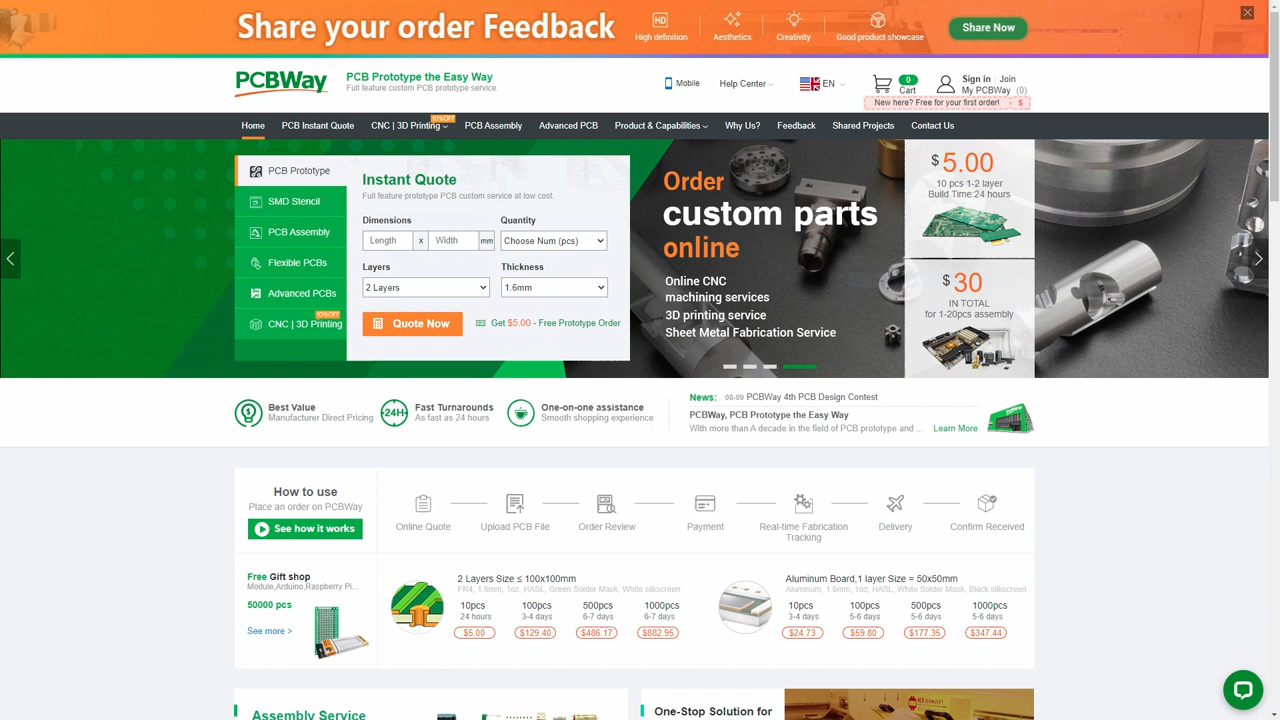 Share your order Feedback
HD
High definition
Aesthetics
Creativity
Good product showcase
Share Now
PCBWay
PCB Prototype the Easy Way
Full feature custom PCB prototype service.
Mobile
Help Center
EN
0
Cart
Sign in
Join
My PCBWay (0)
New here? Free for your first order!
$
10%OFF
Home
PCB Instant Quote
CNC | 3D Printing
PCB Assembly
Advanced PCB
Product & Capabilities
Why Us?
Feedback
Shared Projects
Contact Us
PCB Prototype
SMD Stencil
PCB Assembly
Flexible PCBs
Advanced PCBs
10%OFF
CNC | 3D Printing
Instant Quote
Full feature prototype PCB custom service at low cost.
Dimensions
Quantity
Length x Width mm
Choose Num (pcs)
Layers
Thickness
2 Layers
1.6mm
Quote Now
Get $5.00 - Free Prototype Order
Order
custom parts
online
Online CNC
machining services
3D printing service
Sheet Metal Fabrication Service
$5.00
10 pcs 1-2 layer
Build Time:24 hours
$30
IN TOTAL
for 1-20pcs assembly
Best Value
Manufacturer Direct Pricing
24H
Fast Turnarounds
As fast as 24 hours
One-on-one assistance
Smooth shopping experience
News: 08-09 PCBWay 4th PCB Design Contest
PCBWay, PCB Prototype the Easy Way
With more than A decade in the field of PCB prototype and ... Learn More
How to use
Place an order on PCBWay
See how it works
Online Quote
Upload PCB File
Order Review
Payment
Real-time Fabrication
Tracking
Delivery
Confirm Received
Free Gift shop
Module,Arduino,Raspberry Pi...
50000 pcs
See more >
2 Layers Size ≤ 100x100mm
FR4, 1.6mm, 1oz, HASL, Green Solder Mask, White silkscreen
10pcs 100pcs 500pcs 1000pcs
24 hours 3-4 days 6-7 days 6-7 days
$5.00 $129.40 $486.17 $882.95
Aluminum Board,1 layer Size = 50x50mm
Aluminum, 1.6mm, 1oz, HASL, White Solder Mask, Black silkscreen
10pcs 100pcs 500pcs 1000pcs
3-4 days 5-6 days 5-6 days 5-6 days
$24.73 $59.80 $177.35 $347.44
Assembly Service
One-Stop Solution for